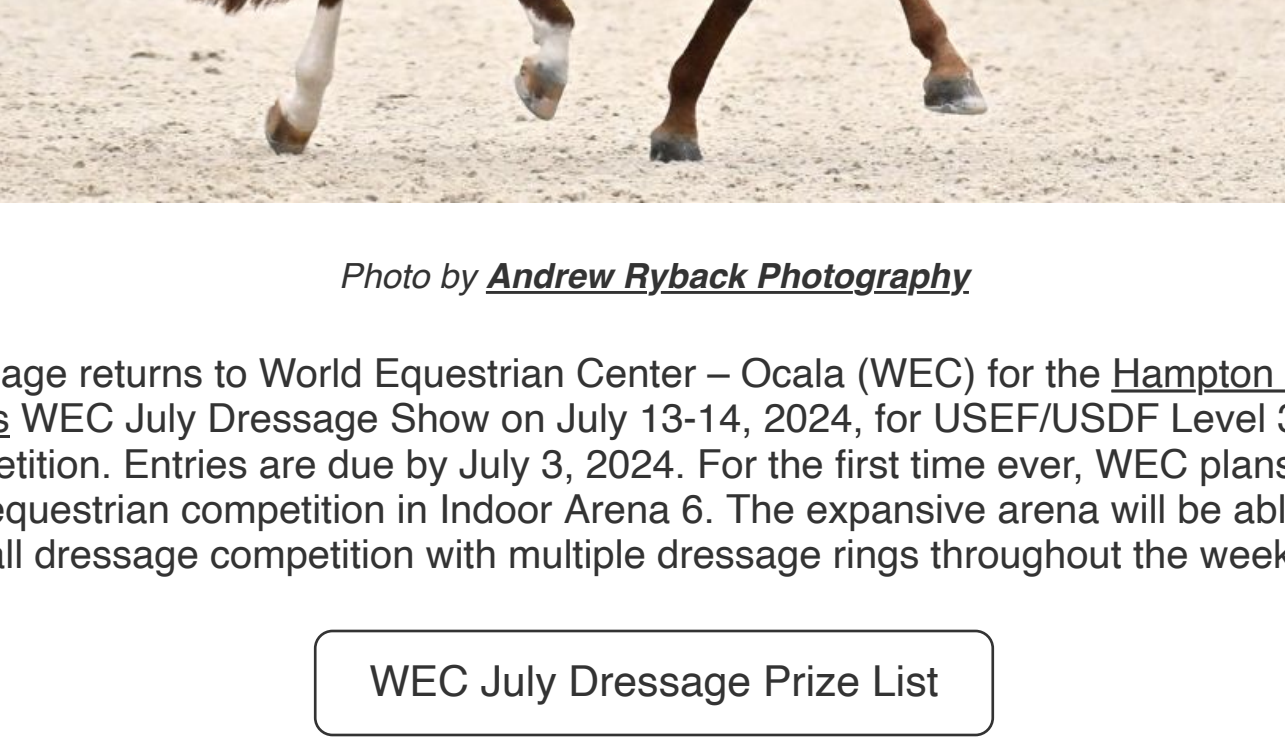 Photo by Andrew Ryback Photography
age returns to World Equestrian Center – Ocala (WEC) for the Hampton
s WEC July Dressage Show on July 13-14, 2024, for USEF/USDF Level 3
etition. Entries are due by July 3, 2024. For the first time ever, WEC plans
equestrian competition in Indoor Arena 6. The expansive arena will be abl
all dressage competition with multiple dressage rings throughout the week
WEC July Dressage Prize List